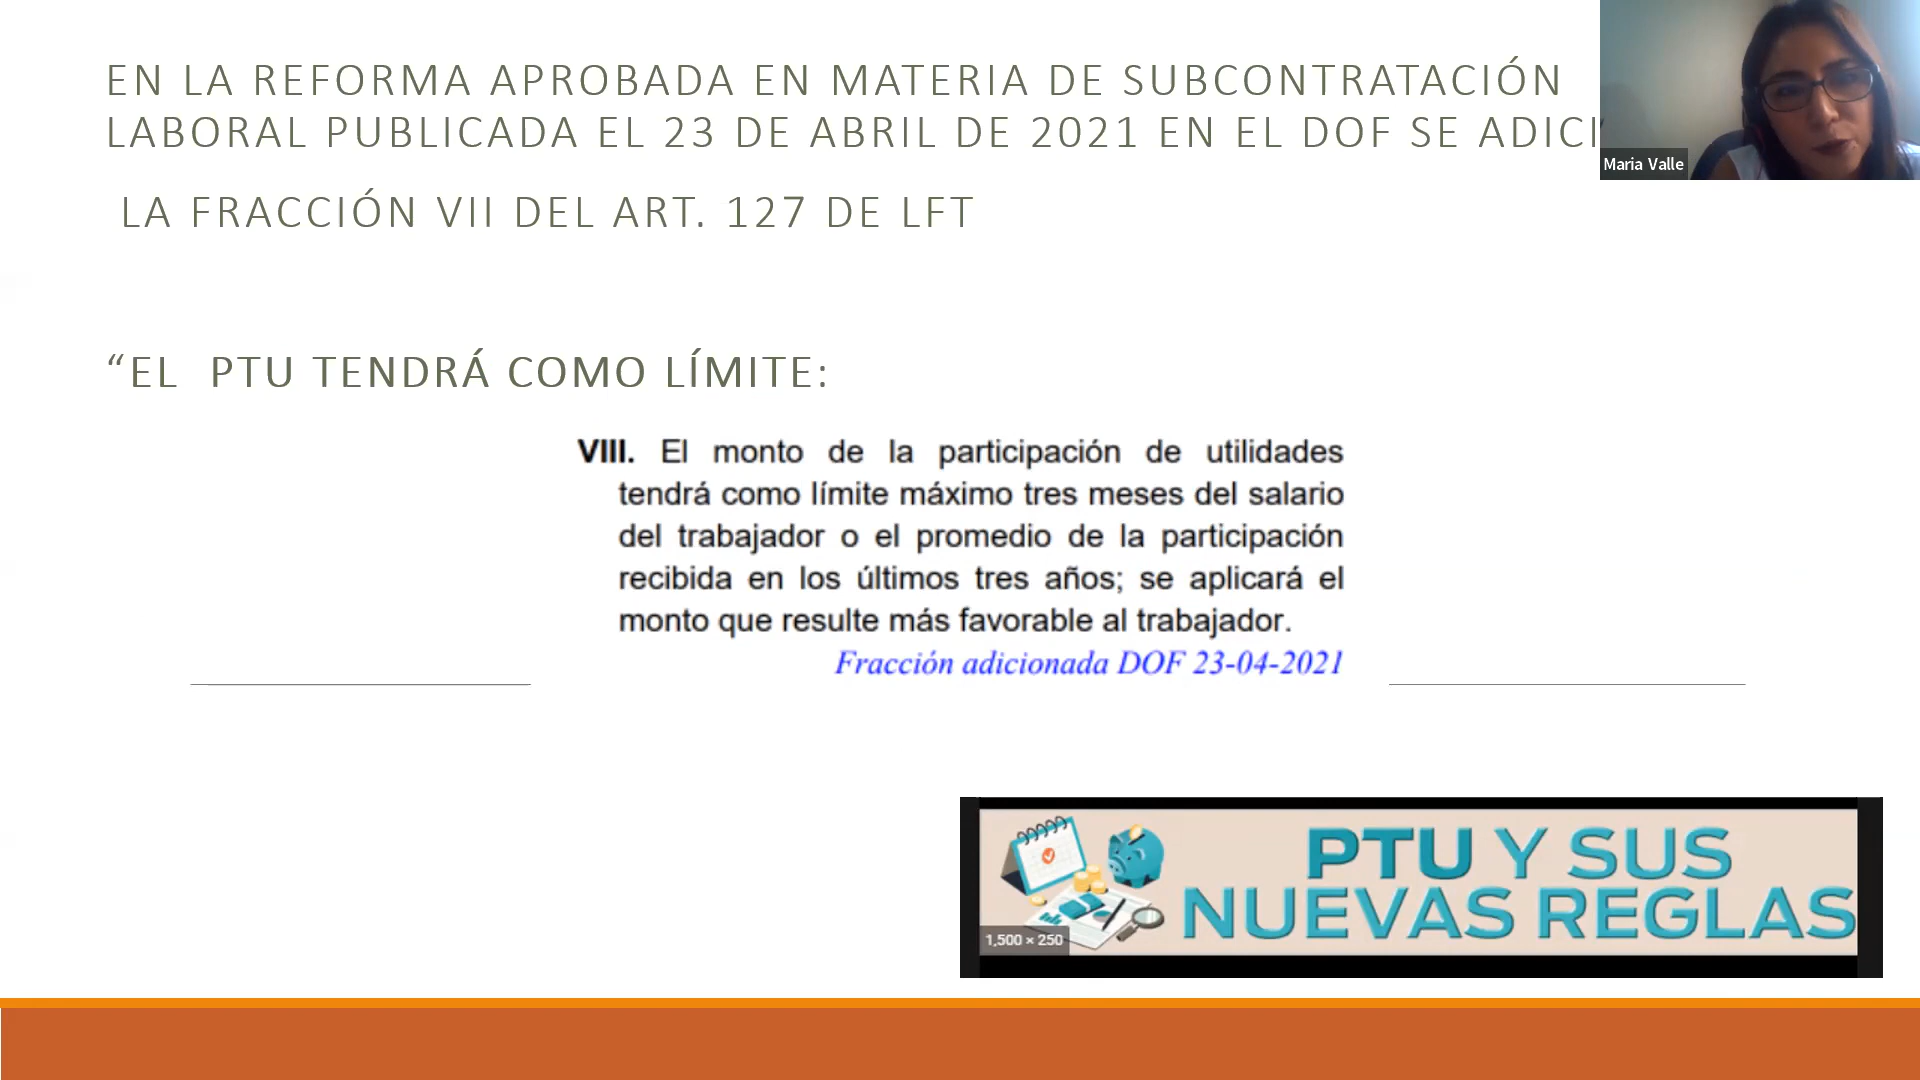 EN LA REFORMA APROBADA EN MATERIA DE SUBCONTRATACIÓN
LABORAL PUBLICADA EL 23 DE ABRIL DE 2021 EN EL DOF SE ADICI
LA FRACCIÓN VII DEL ART. 127 DE LFT
Maria Valle
“EL PTU TENDRÁ COMO LÍMITE:
VIII. El monto de la participación de utilidades
tendrá como límite máximo tres meses del salario
del trabajador o el promedio de la participación
recibida en los últimos tres años; se aplicará el
monto que resulte más favorable al trabajador.
Fracción adicionada DOF 23-04-2021
PTU Y SUS
NUEVAS REGLAS
1,500 × 250